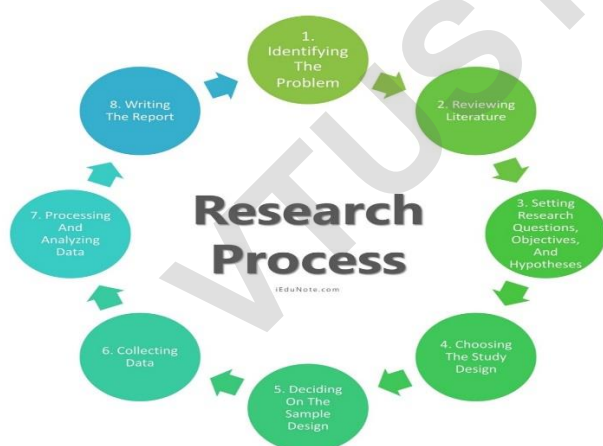 1.
Identifying
The
Problem
2. Reviewing
Literature
3. Setting
Research
Questions,
Objectives,
And
Hypotheses
4. Choosing
The Study
Design
5. Deciding
On The
Sample
Design
6. Collecting
Data
7. Processing
And
Analyzing
Data
8. Writing
The Report
Research
Process
iEduNote.com
VTUST